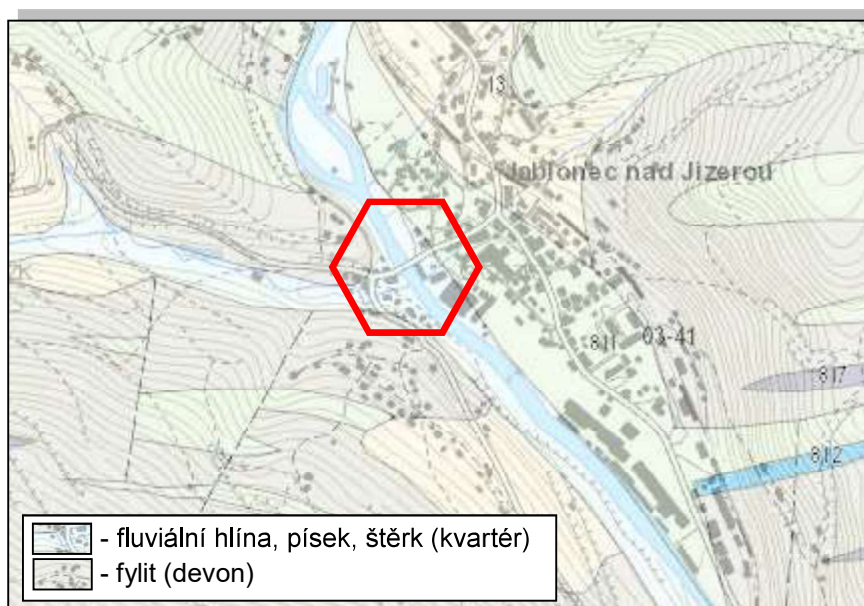 13
Jablonec nad Jizerou
811
03-41
817
812
- fluviální hlína, písek, štěrk (kvartér)
- fylit (devon)